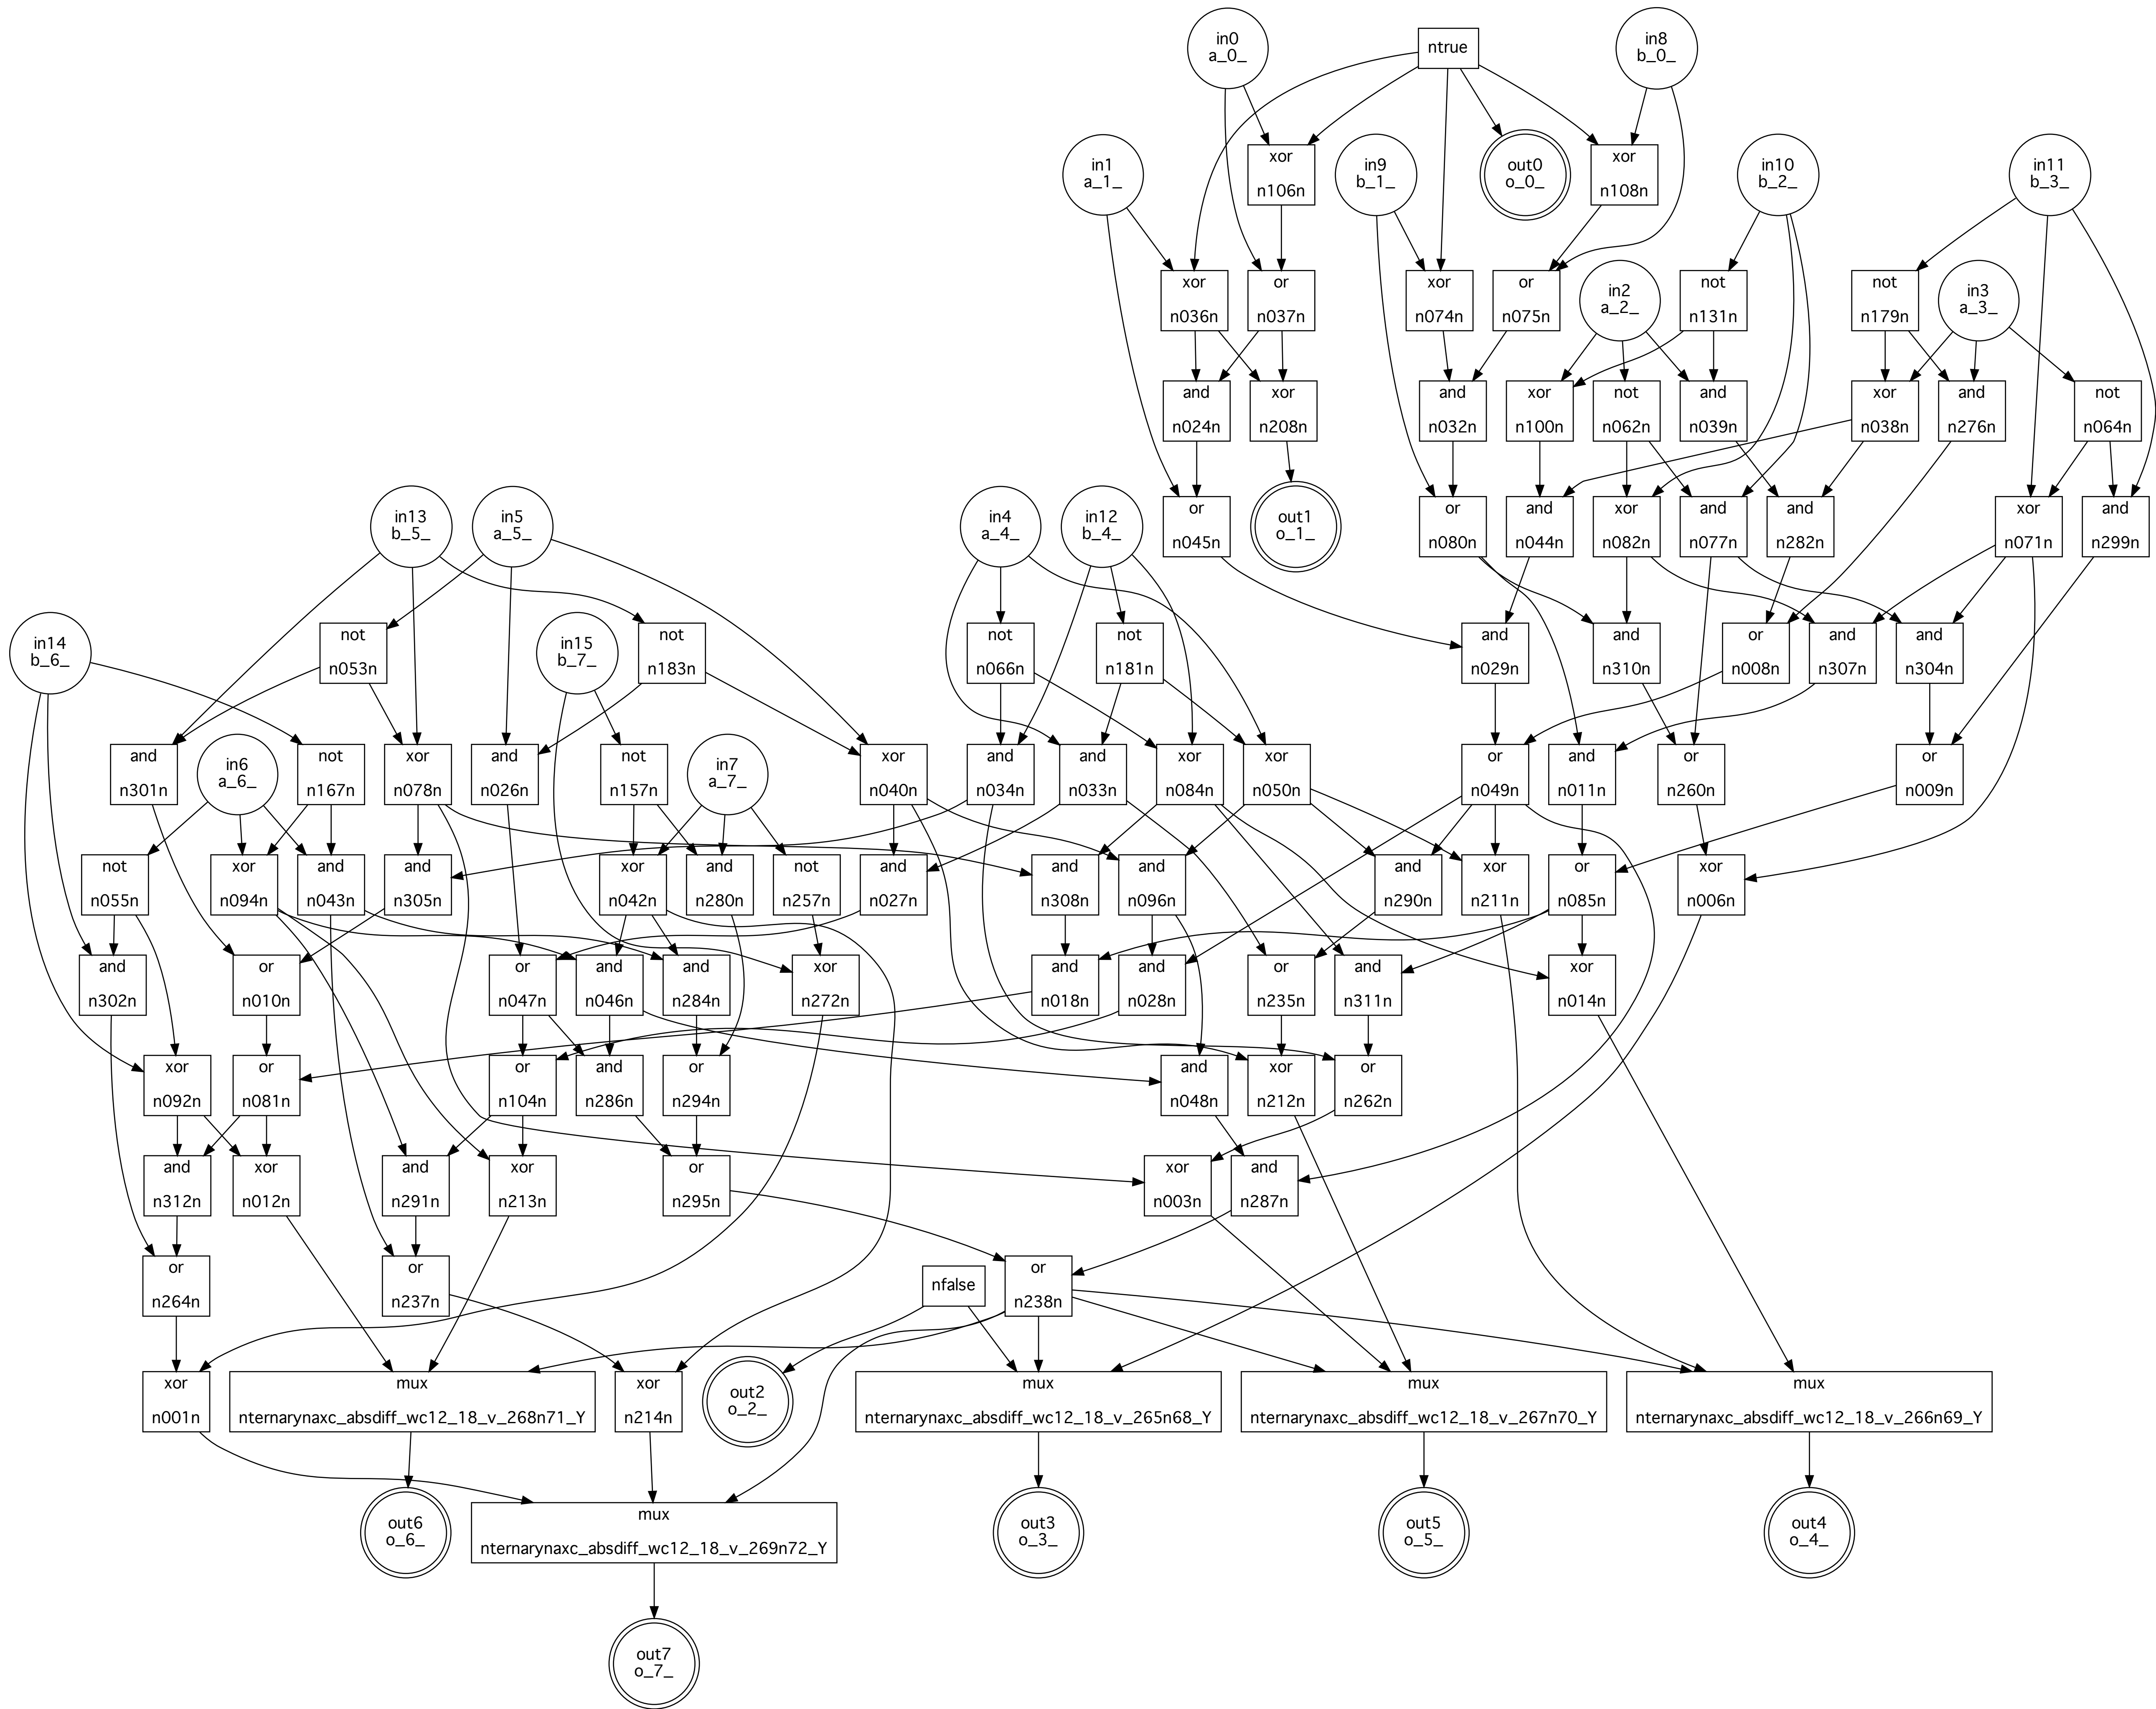 in0
a_0_
ntrue
in8
b_0_
in1
a_1_
xor
n106n
in9
b_1_
out0
o_0_
xor
n108n
in10
b_2_
in11
b_3_
xor
n036n
or
n037n
xor
n074n
or
n075n
in2
a_2_
not
n131n
not
n179n
in3
a_3_
and
n024n
xor
n208n
and
n032n
xor
n100n
not
n062n
and
n039n
xor
n038n
and
n276n
not
n064n
in13
b_5_
in5
a_5_
in4
a_4_
in12
b_4_
or
n045n
out1
o_1_
or
n080n
and
n044n
xor
n082n
and
n077n
and
n282n
xor
n071n
and
n299n
in14
b_6_
not
n053n
in15
b_7_
not
n183n
not
n066n
not
n181n
and
n029n
and
n310n
or
n008n
and
n307n
and
n304n
and
n301n
in6
a_6_
not
n167n
xor
n078n
and
n026n
not
n157n
in7
a_7_
xor
n040n
and
n034n
and
n033n
xor
n084n
xor
n050n
or
n049n
and
n011n
or
n260n
or
n009n
not
n055n
xor
n094n
and
n043n
and
n305n
xor
n042n
and
n280n
not
n257n
and
n027n
and
n308n
and
n096n
and
n290n
xor
n211n
or
n085n
xor
n006n
and
n302n
or
n010n
or
n047n
and
n046n
and
n284n
xor
n272n
and
n018n
and
n028n
or
n235n
and
n311n
xor
n014n
xor
n092n
or
n081n
or
n104n
and
n286n
or
n294n
and
n048n
xor
n212n
or
n262n
and
n312n
xor
n012n
and
n291n
xor
n213n
or
n295n
xor
n003n
and
n287n
or
n264n
or
n237n
nfalse
or
n238n
xor
n001n
mux
nternarynaxc_absdiff_wc12_18_v_268n71_Y
xor
n214n
out2
o_2_
mux
nternarynaxc_absdiff_wc12_18_v_265n68_Y
mux
nternarynaxc_absdiff_wc12_18_v_267n70_Y
mux
nternarynaxc_absdiff_wc12_18_v_266n69_Y
out6
o_6_
mux
nternarynaxc_absdiff_wc12_18_v_269n72_Y
out3
o_3_
out5
o_5_
out4
o_4_
out7
o_7_